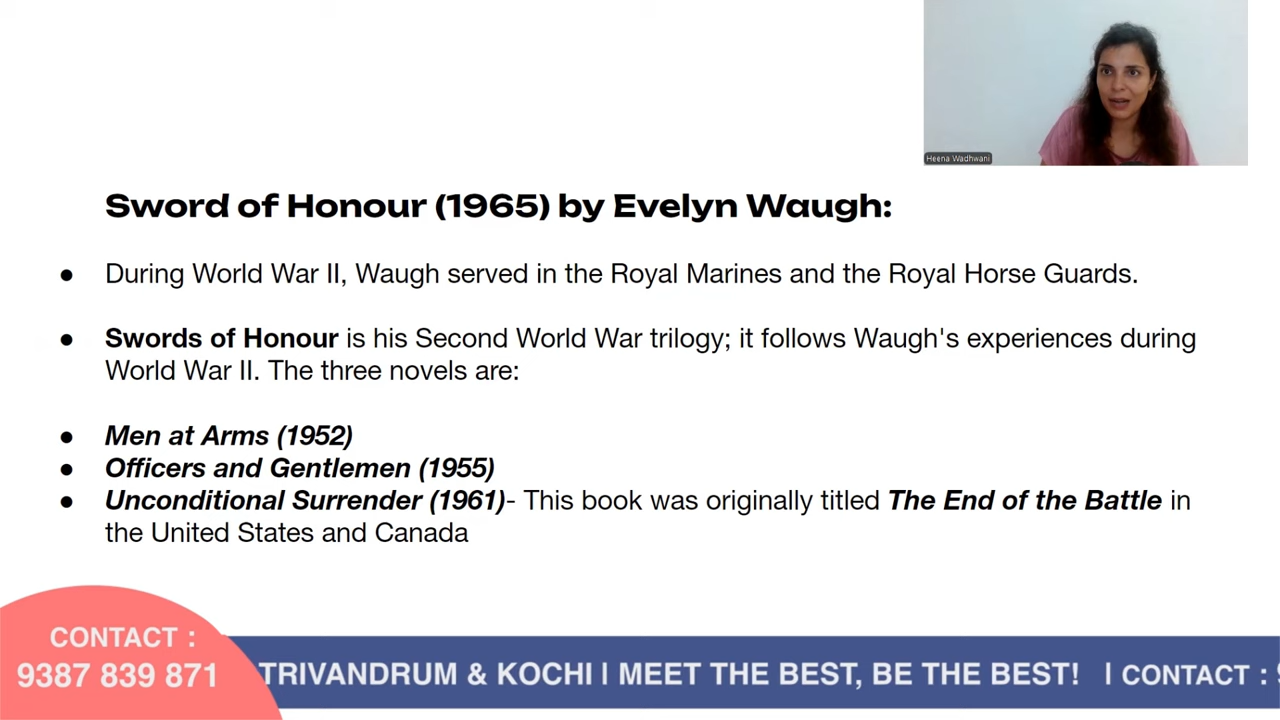 Heena Wadhwani
Sword of Honour (1965) by Evelyn Waugh:
● During World War II, Waugh served in the Royal Marines and the Royal Horse Guards.
● Swords of Honour is his Second World War trilogy; it follows Waugh's experiences during
World War II. The three novels are:
● Men at Arms (1952)
● Officers and Gentlemen (1955)
● Unconditional Surrender (1961)- This book was originally titled The End of the Battle in
the United States and Canada
CONTACT :
9387 839 871
TRIVANDRUM & KOCHI | MEET THE BEST, BE THE BEST! | CONTACT :